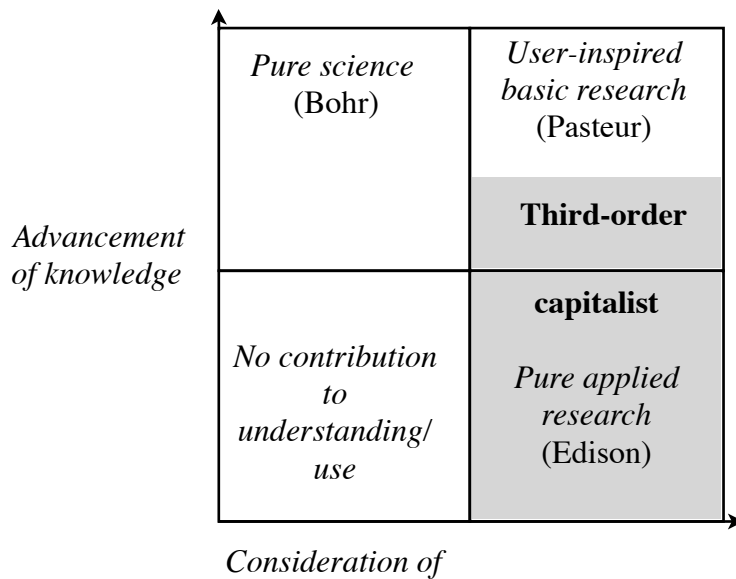 Pure science
(Bohr)
User-inspired
basic research
(Pasteur)
Third-order
Advancement
of knowledge
capitalist
No contribution
to
understanding/
use
Pure applied
research
(Edison)
Consideration of